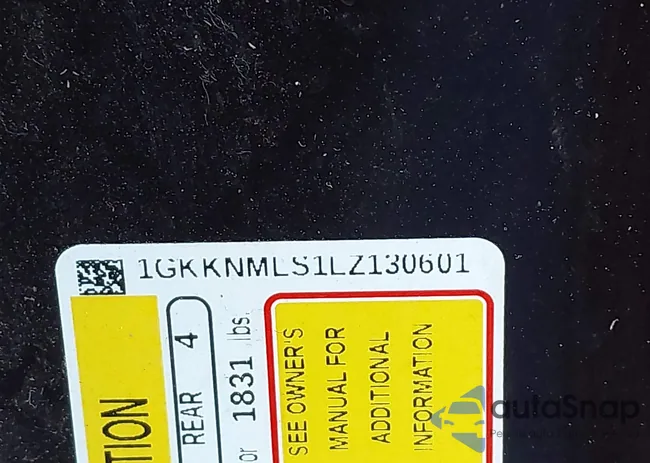 1GKKNMLS1LZ130601
TION
REAR 4
or 1831 lbs.
SEE OWNER'S
MANUAL FOR
ADDITIONAL
INFORMATION
autoSnap